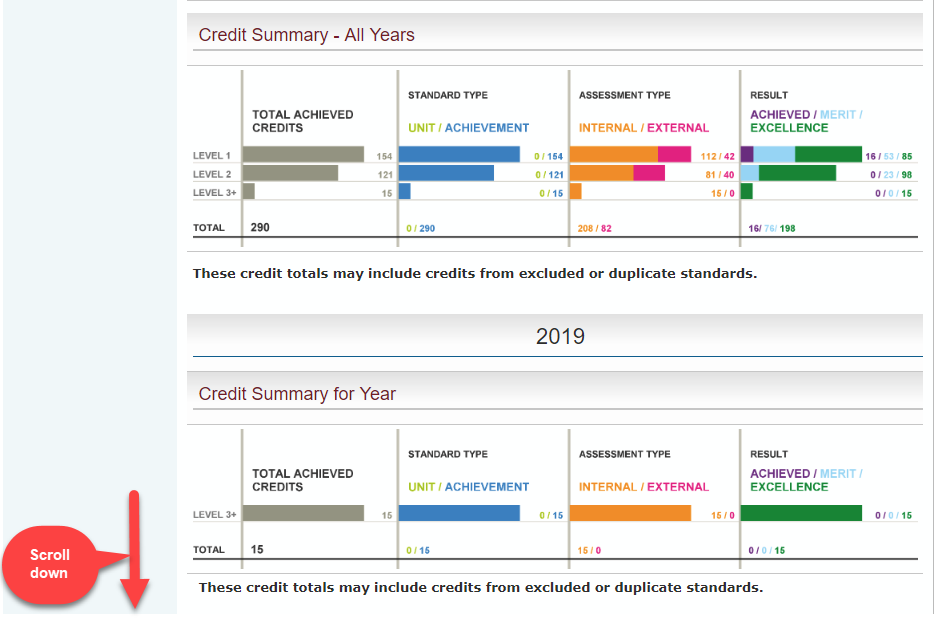 Credit Summary - All Years
STANDARD TYPE
ASSESSMENT TYPE
RESULT
TOTAL ACHIEVED
CREDITS
UNIT / ACHIEVEMENT
INTERNAL / EXTERNAL
ACHIEVED / MERIT /
EXCELLENCE
LEVEL 1 154 0 / 154 112 / 42 16 / 53 / 85
LEVEL 2 121 0 / 121 81 / 40 0 / 23 / 98
LEVEL 3+ 15 0 / 15 15 / 0 0 / 0 / 15
TOTAL 290 0 / 290 208 / 82 16/ 76/ 198
These credit totals may include credits from excluded or duplicate standards.
2019
Credit Summary for Year
STANDARD TYPE
ASSESSMENT TYPE
RESULT
TOTAL ACHIEVED
CREDITS
UNIT / ACHIEVEMENT
INTERNAL / EXTERNAL
ACHIEVED / MERIT /
EXCELLENCE
LEVEL 3+ 15 0 / 15 15 / 0 0 / 0 / 15
TOTAL 15 0 / 15 15 / 0 0 / 0 / 15
These credit totals may include credits from excluded or duplicate standards.
Scroll
down